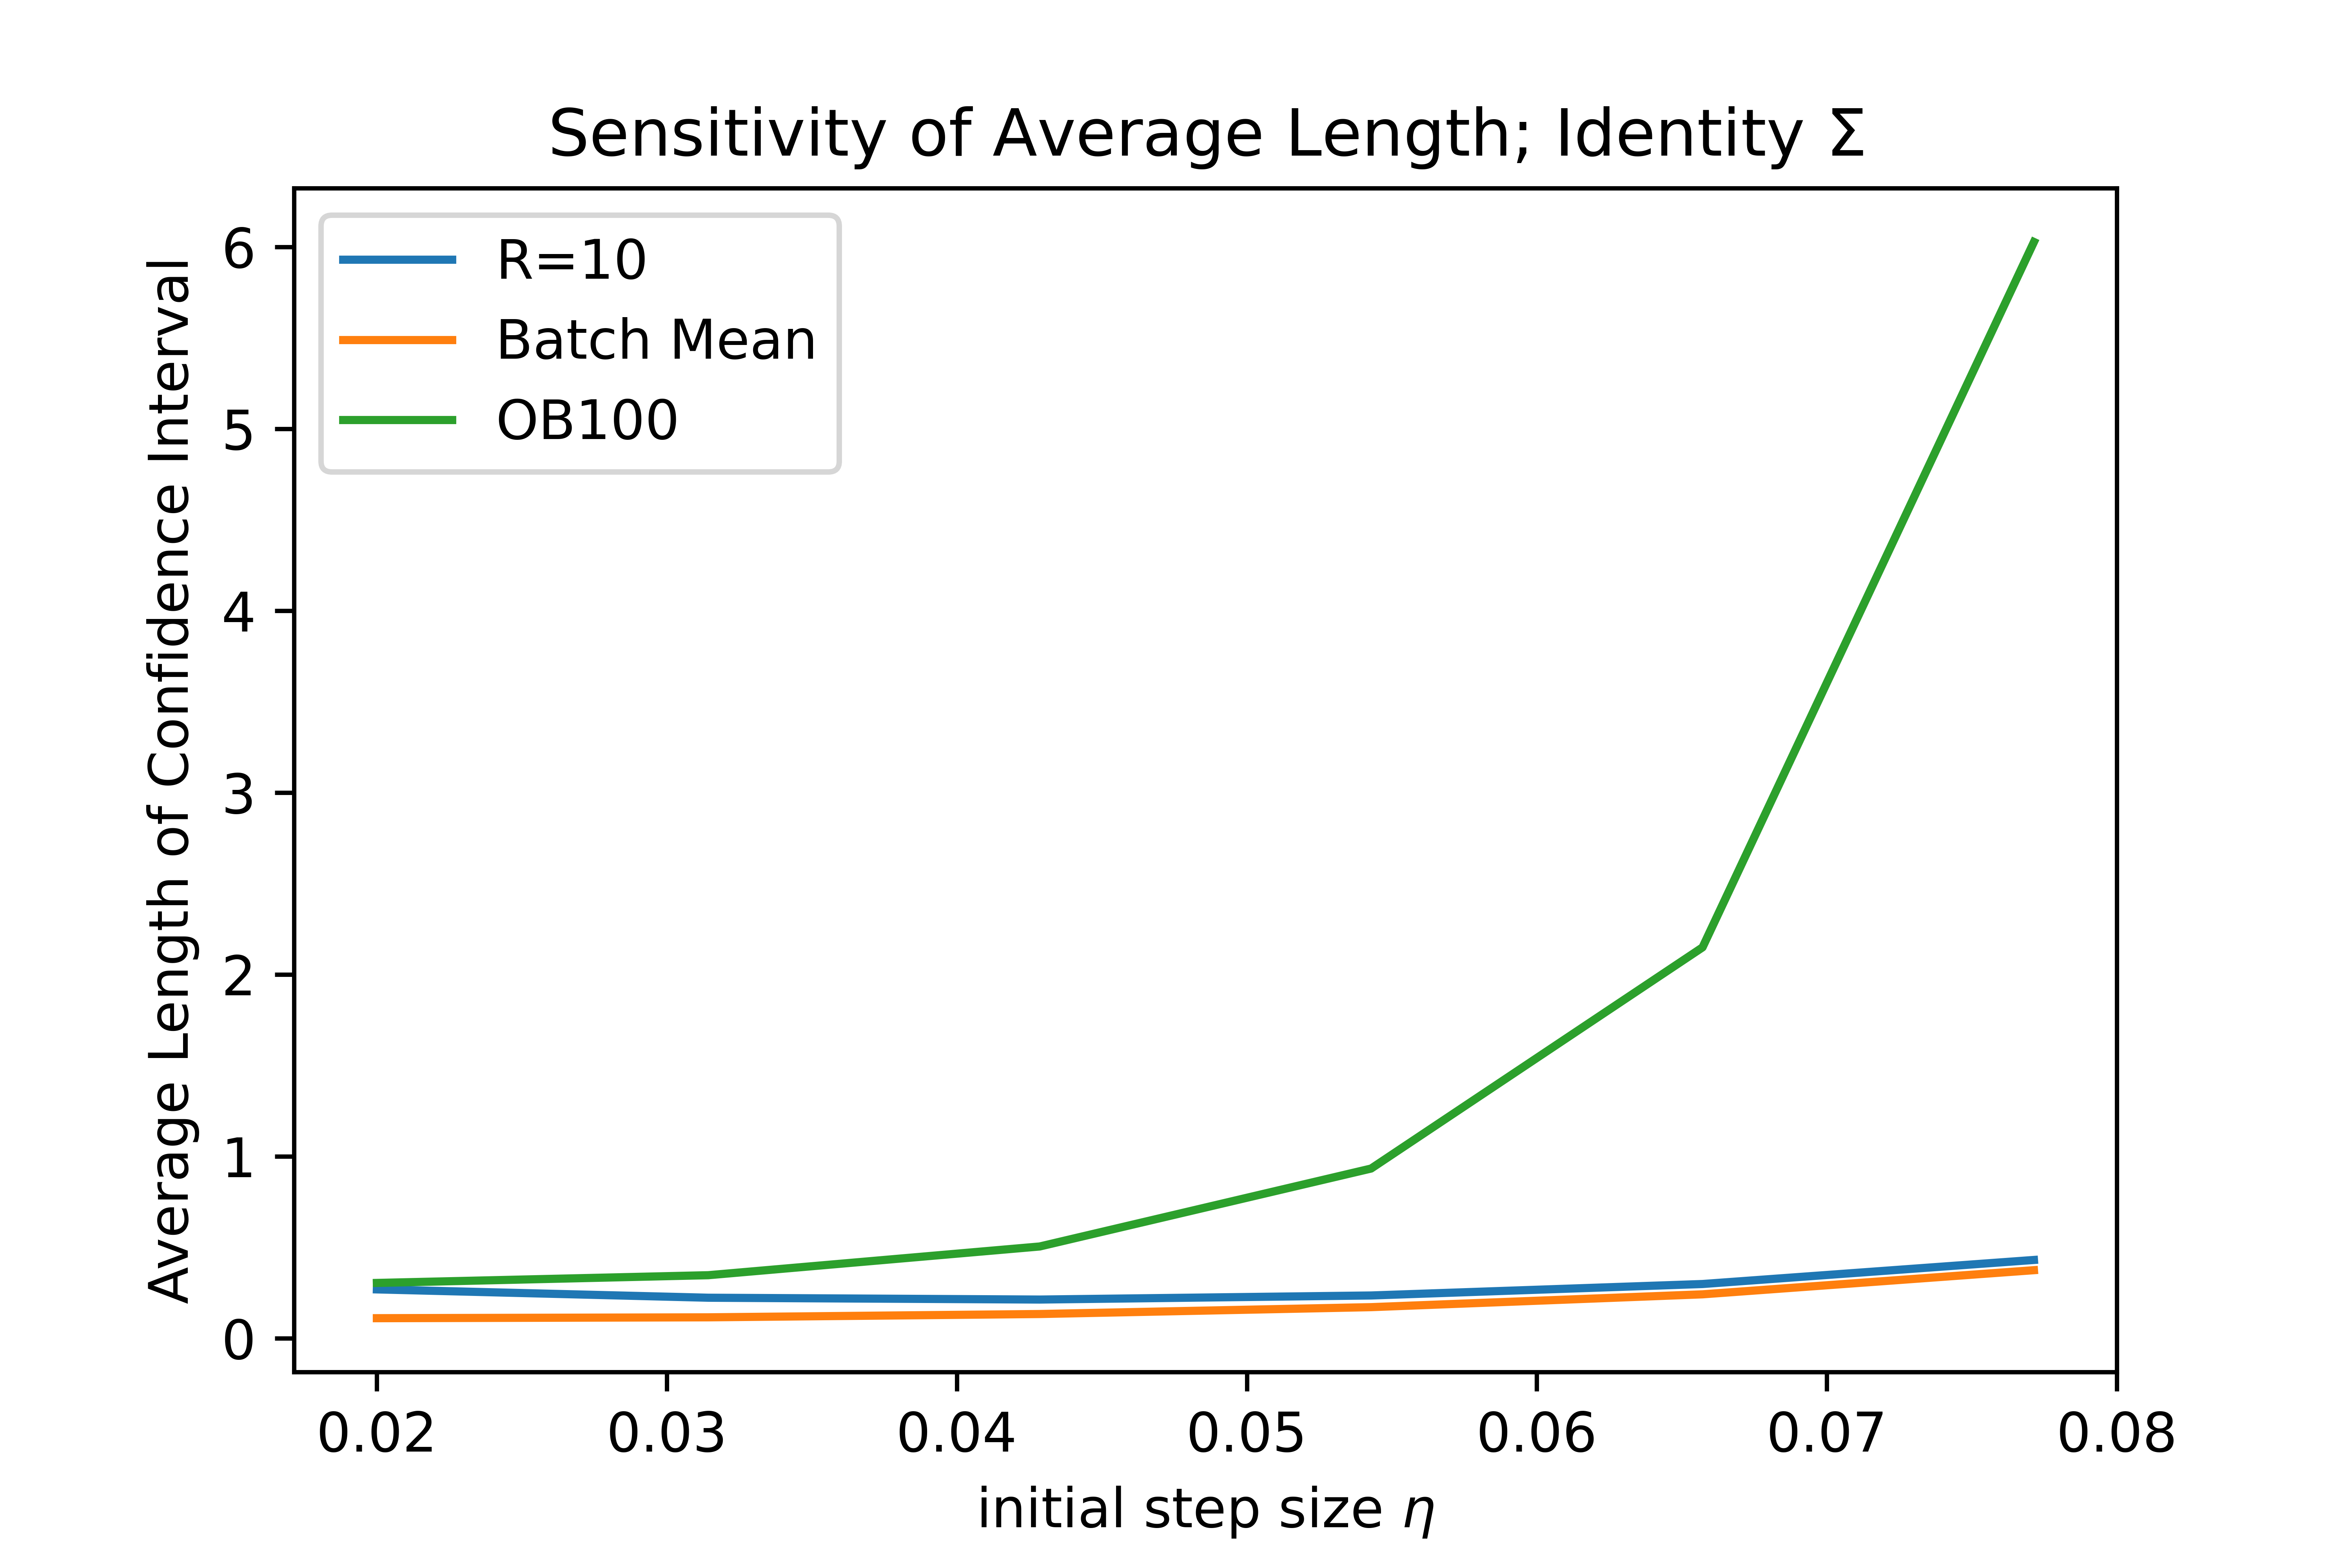 Sensitivity of Average Length; Identity Σ
Average Length of Confidence Interval
6
5
4
3
2
1
0
R=10
Batch Mean
OB100
0.02 0.03 0.04 0.05 0.06 0.07 0.08
initial step size η